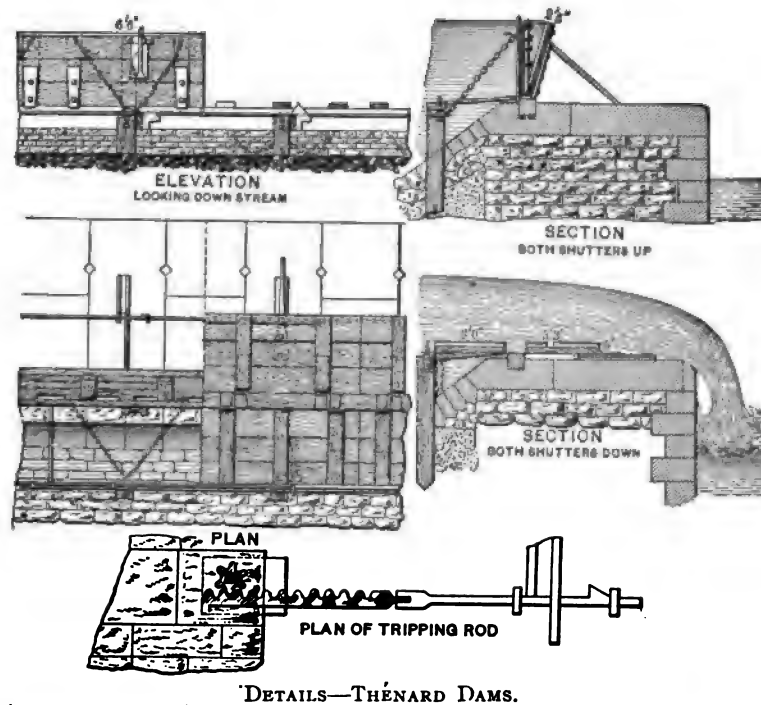 ELEVATION
LOOKING DOWN STREAM
SECTION
BOTH SHUTTERS UP
SECTION
BOTH SHUTTERS DOWN
PLAN
PLAN OF TRIPPING ROD
DETAILS—THÉNARD DAMS.